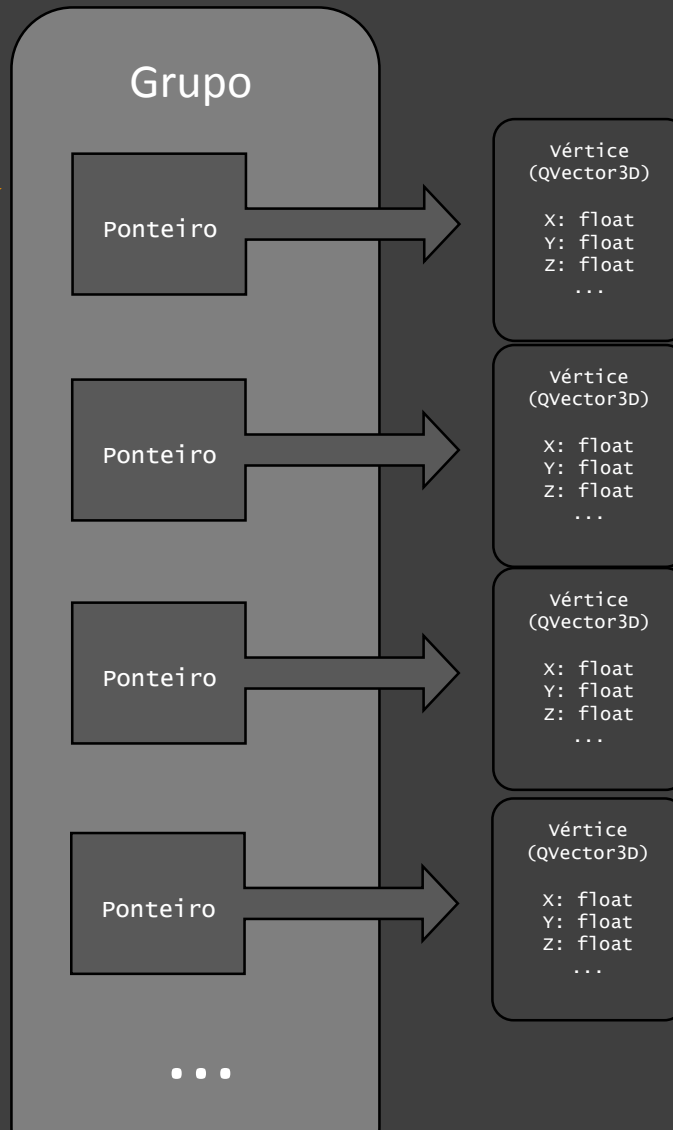 Grupo
Ponteiro
Vértice
(QVector3D)
X: float
Y: float
Z: float
...
Ponteiro
Vértice
(QVector3D)
X: float
Y: float
Z: float
...
Ponteiro
Vértice
(QVector3D)
X: float
Y: float
Z: float
...
Ponteiro
Vértice
(QVector3D)
X: float
Y: float
Z: float
...
...